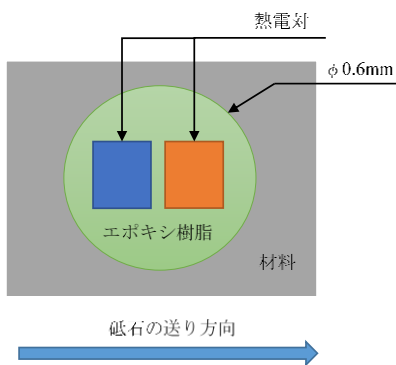 熱電対
φ0.6mm
エポキシ樹脂
材料
砥石の送り方向